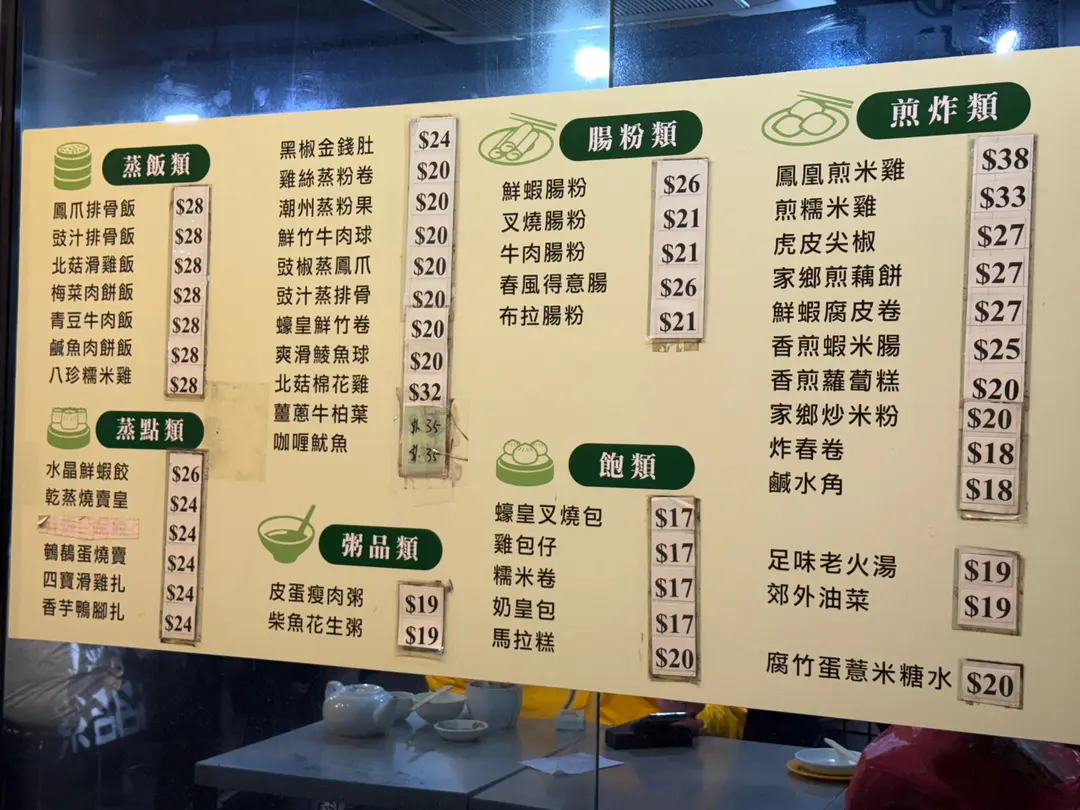 蒸飯類
鳳爪排骨飯 $28
豉汁排骨飯 $28
北菇滑雞飯 $28
梅菜肉餅飯 $28
青豆牛肉飯 $28
鹹魚肉餅飯 $28
八珍糯米雞 $28
蒸點類
水晶鮮蝦餃 $26
乾蒸燒賣皇 $24
$24
鵪鶉蛋燒賣 $24
四寶滑雞扎 $24
香芋鴨腳扎 $24
黑椒金錢肚 $24
雞絲蒸粉卷 $20
潮州蒸粉果 $20
鮮竹牛肉球 $20
豉椒蒸鳳爪 $20
豉汁蒸排骨 $20
蠔皇鮮竹卷 $20
爽滑鯪魚球 $20
北菇棉花雞 $32
薑蔥牛柏葉 $35
咖喱魷魚 $35
粥品類
皮蛋瘦肉粥 $19
柴魚花生粥 $19
腸粉類
鮮蝦腸粉 $26
叉燒腸粉 $21
牛肉腸粉 $21
春風得意腸 $26
布拉腸粉 $21
飽類
蠔皇叉燒包 $17
雞包仔 $17
糯米卷 $17
奶皇包 $17
馬拉糕 $20
煎炸類
鳳凰煎米雞 $38
煎糯米雞 $33
虎皮尖椒 $27
家鄉煎藕餅 $27
鮮蝦腐皮卷 $27
香煎蝦米腸 $25
香煎蘿蔔糕 $20
家鄉炒米粉 $20
炸春卷 $18
鹹水角 $18
足味老火湯 $19
郊外油菜 $19
腐竹蛋薏米糖水 $20